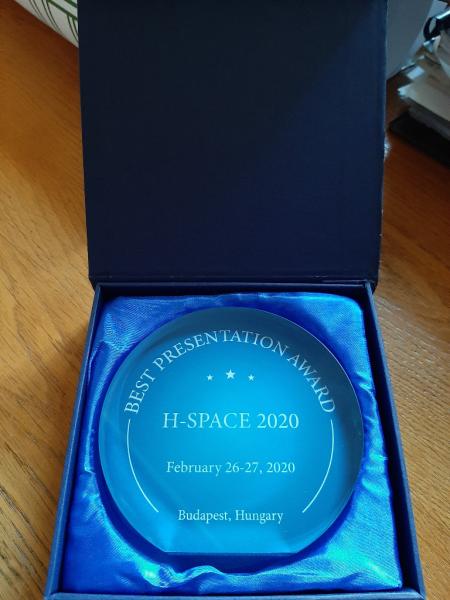 BEST PRESENTATION AWARD
H-SPACE 2020
February 26-27, 2020
Budapest, Hungary